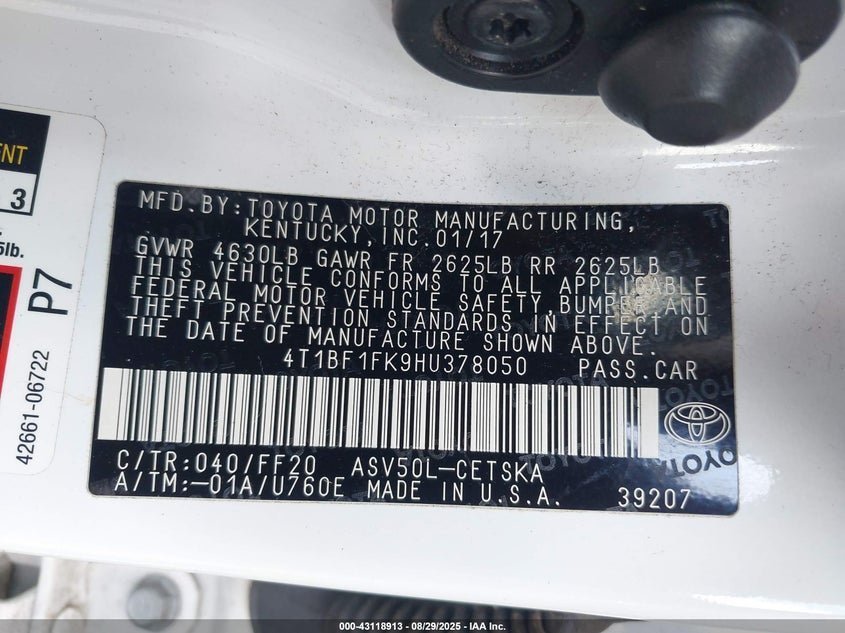 MFD.BY:TOYOTA MOTOR MANUFACTURING,
KENTUCKY,INC.01/17
GVWR 4630LB GAWR FR 2625LB RR 2625LB
THIS VEHICLE CONFORMS TO ALL APPLICABLE
FEDERAL MOTOR VEHICLE SAFETY,BUMPER AND
THEFT PREVENTION STANDARDS IN EFFECT ON
THE DATE OF MANUFACTURE SHOWN ABOVE.
4T1BF1FK9HU378050 PASS.CAR
C/TR:040/FF20 ASV50L-CETSKA
A/TM:-01A/U760E MADE IN U.S.A. 39207
3
P7
42661-06722
000-43118913 - 08/29/2025 - IAA Inc.